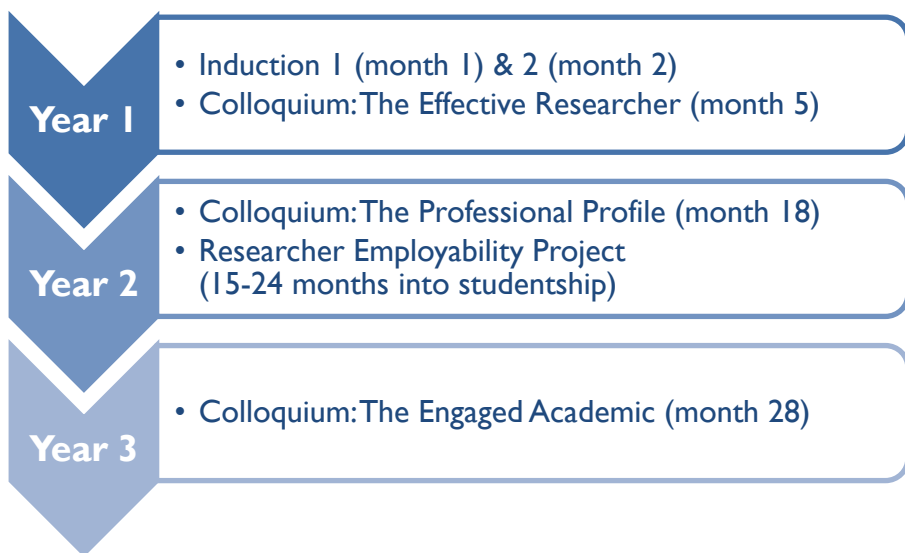 Year 1
• Induction 1 (month 1) & 2 (month 2)
• Colloquium: The Effective Researcher (month 5)
Year 2
• Colloquium: The Professional Profile (month 18)
• Researcher Employability Project
(15-24 months into studentship)
Year 3
• Colloquium: The Engaged Academic (month 28)